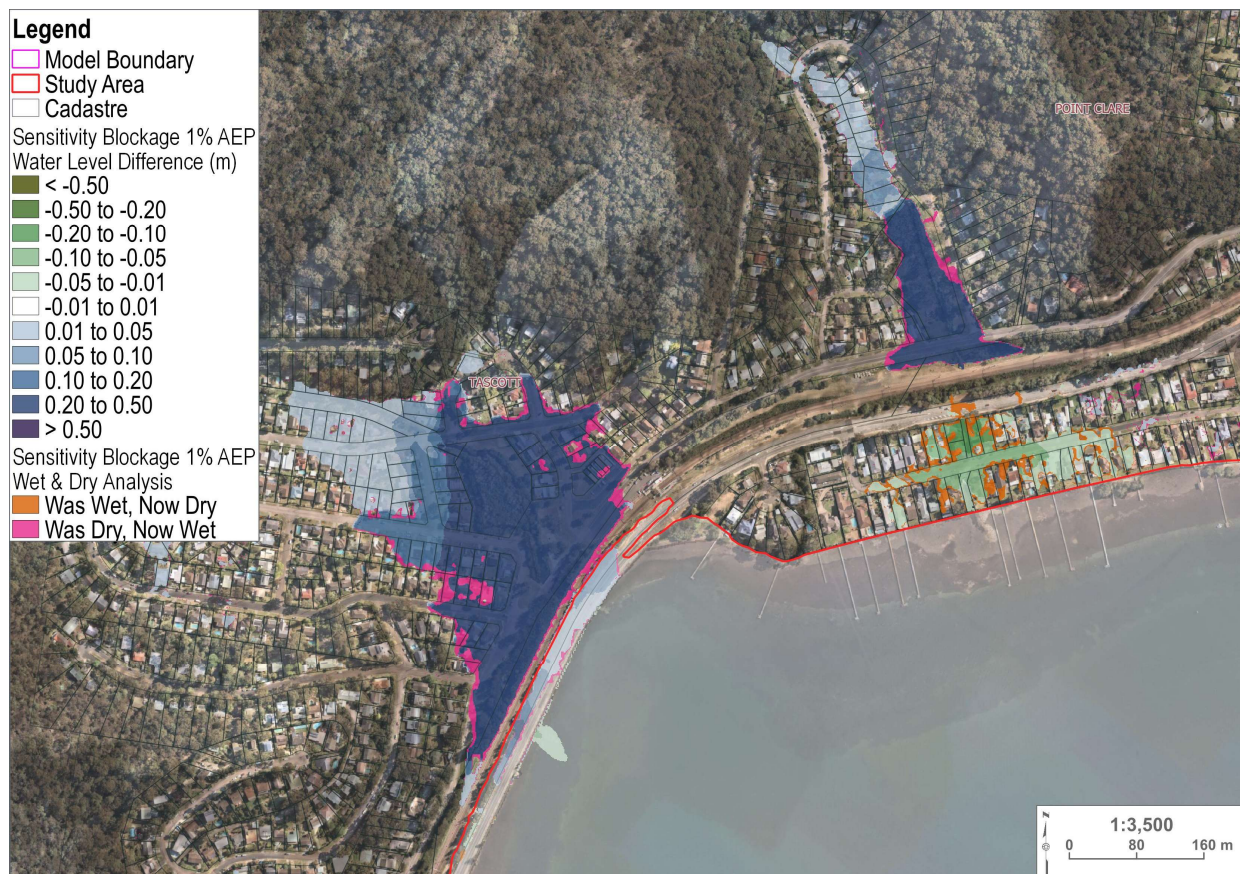 Legend
Model Boundary
Study Area
Cadastre
Sensitivity Blockage 1% AEP
Water Level Difference (m)
< -0.50
-0.50 to -0.20
-0.20 to -0.10
-0.10 to -0.05
-0.05 to -0.01
-0.01 to 0.01
0.01 to 0.05
0.05 to 0.10
0.10 to 0.20
0.20 to 0.50
> 0.50
Sensitivity Blockage 1% AEP
Wet & Dry Analysis
Was Wet, Now Dry
Was Dry, Now Wet
POINT CLARE
TASCOTT
1:3,500
0 80 160 m